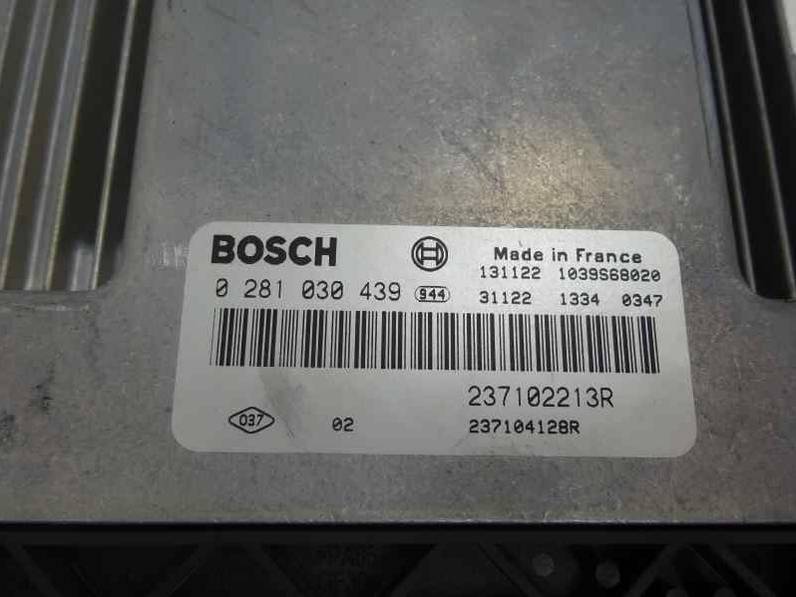 BOSCH
Made in France
131122 1039S68020
0 281 030 439 944 31122 1334 0347
237102213R
037 02 237104128R